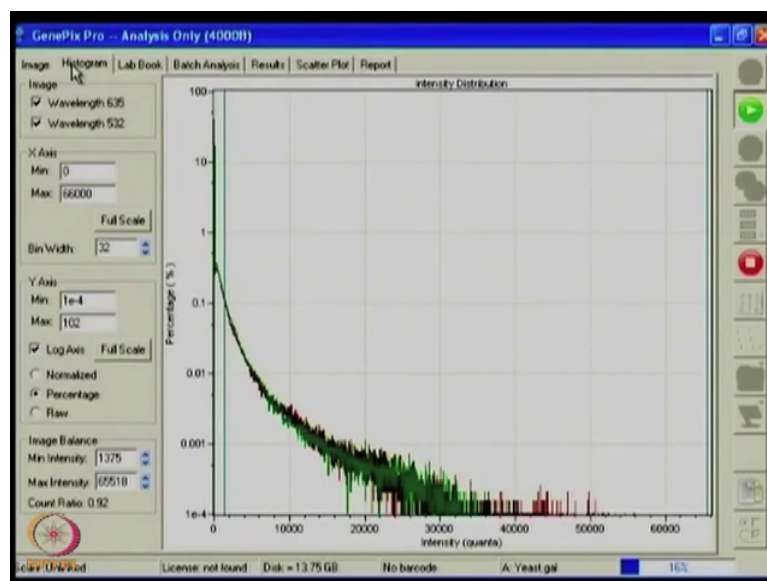 GenePix Pro -- Analysis Only (4000B)
Image Histogram Lab Book Batch Analysis Results Scatter Plot Report
Image
Wavelength 635
Wavelength 532
X Axis
Min: 0
Max: 66000
Full Scale
Bin Width: 32
Y Axis
Min: 1e-4
Max: 102
Log Axis Full Scale
Normalized
Percentage
Raw
Image Balance
Min Intensity: 1375
Max Intensity: 65518
Count Ratio: 0.92
Intensity Distribution
Percentage (%)
100
10
1
0.1
0.01
0.001
1e-4
0 10000 20000 30000 40000 50000 60000
Intensity (quanta)
License: not found Disk = 13.75 GB No barcode A: Yeast.gal 16%